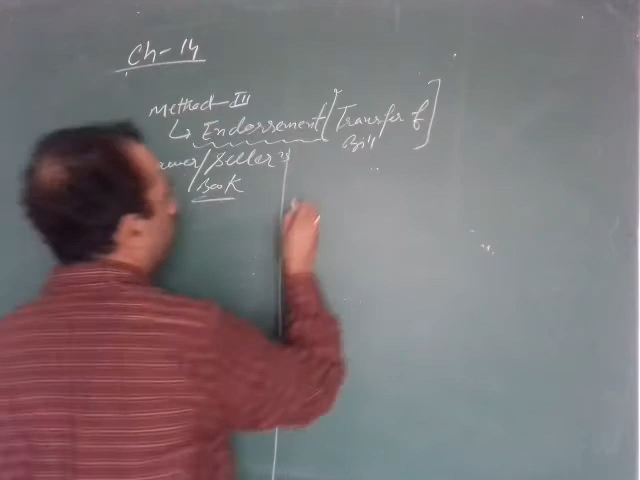 Ch-14
Method-III
↳ Endorsement [Transfer of Bill]
/Seller's
Book